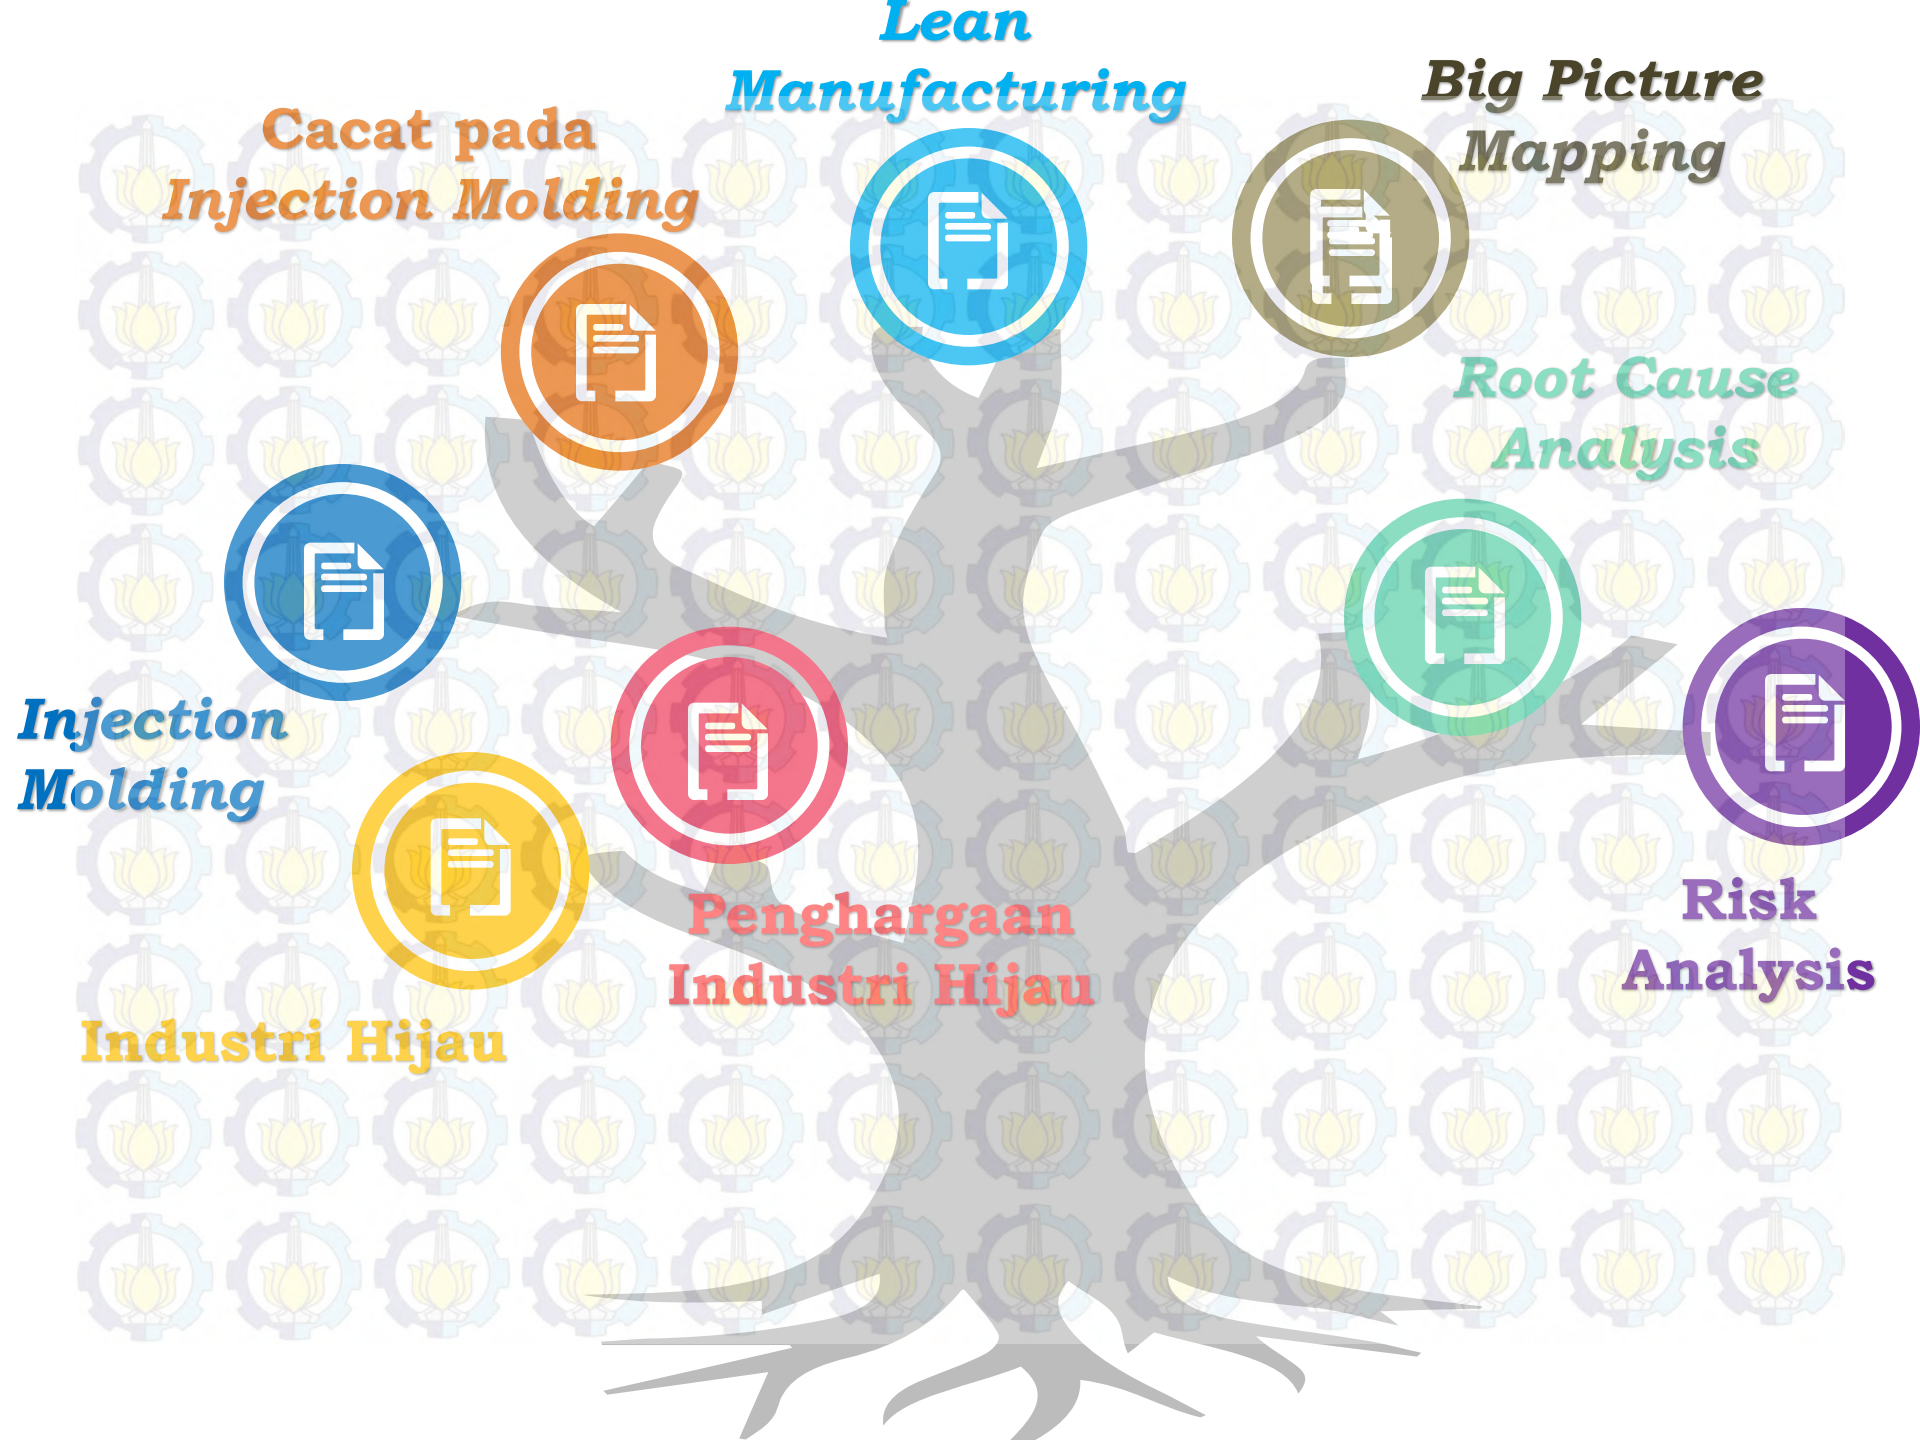 Lean
Manufacturing
Big Picture
Mapping
Cacat pada
Injection Molding
Root Cause
Analysis
Injection
Molding
Risk
Analysis
Penghargaan
Industri Hijau
Industri Hijau